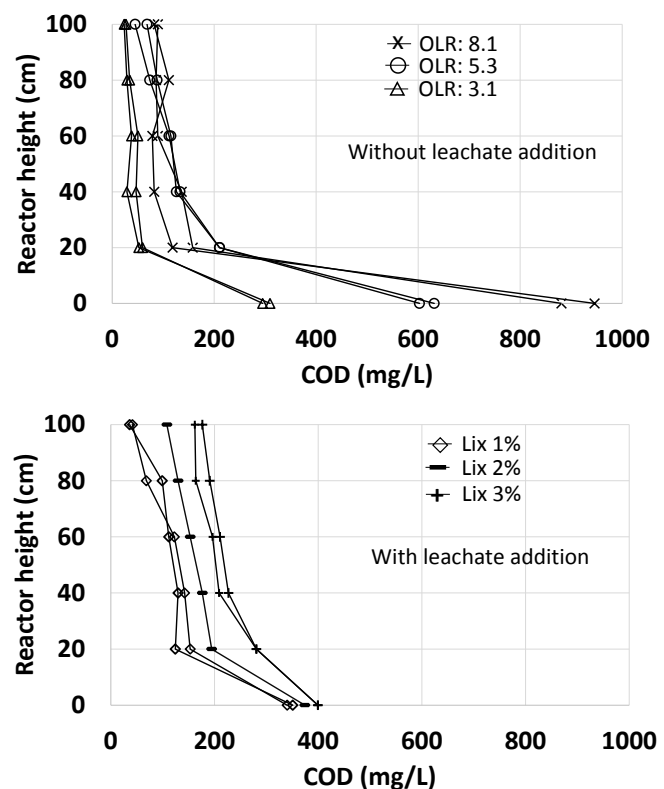 100
80
60
40
20
0
Reactor height (cm)
OLR: 8.1
OLR: 5.3
OLR: 3.1
Without leachate addition
0 200 400 600 800 1000
COD (mg/L)
100
80
60
40
20
0
Reactor height (cm)
Lix 1%
Lix 2%
Lix 3%
With leachate addition
0 200 400 600 800 1000
COD (mg/L)